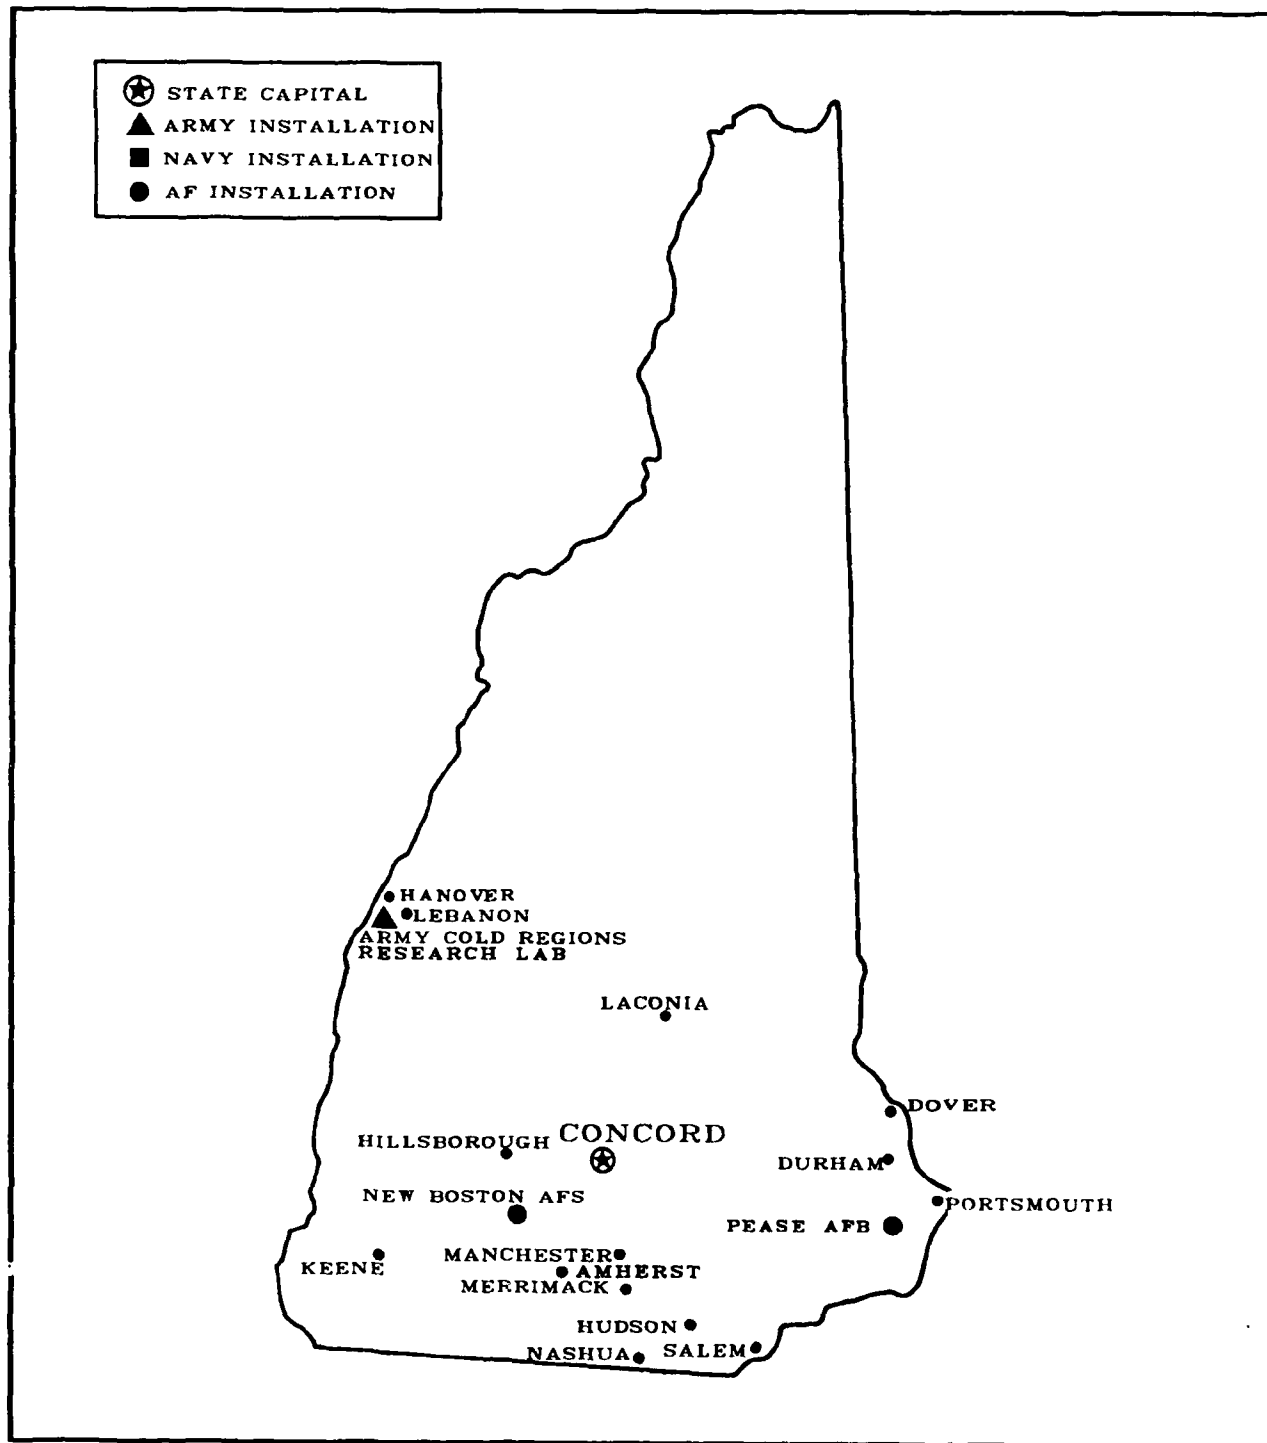 STATE CAPITAL
ARMY INSTALLATION
NAVY INSTALLATION
AF INSTALLATION
HANOVER
LEBANON
ARMY COLD REGIONS
RESEARCH LAB
LACONIA
DOVER
HILLSBOROUGH
CONCORD
DURHAM
NEW BOSTON AFS
PORTSMOUTH
PEASE AFB
KEENE
MANCHESTER
AMHERST
MERRIMACK
HUDSON
NASHUA
SALEM